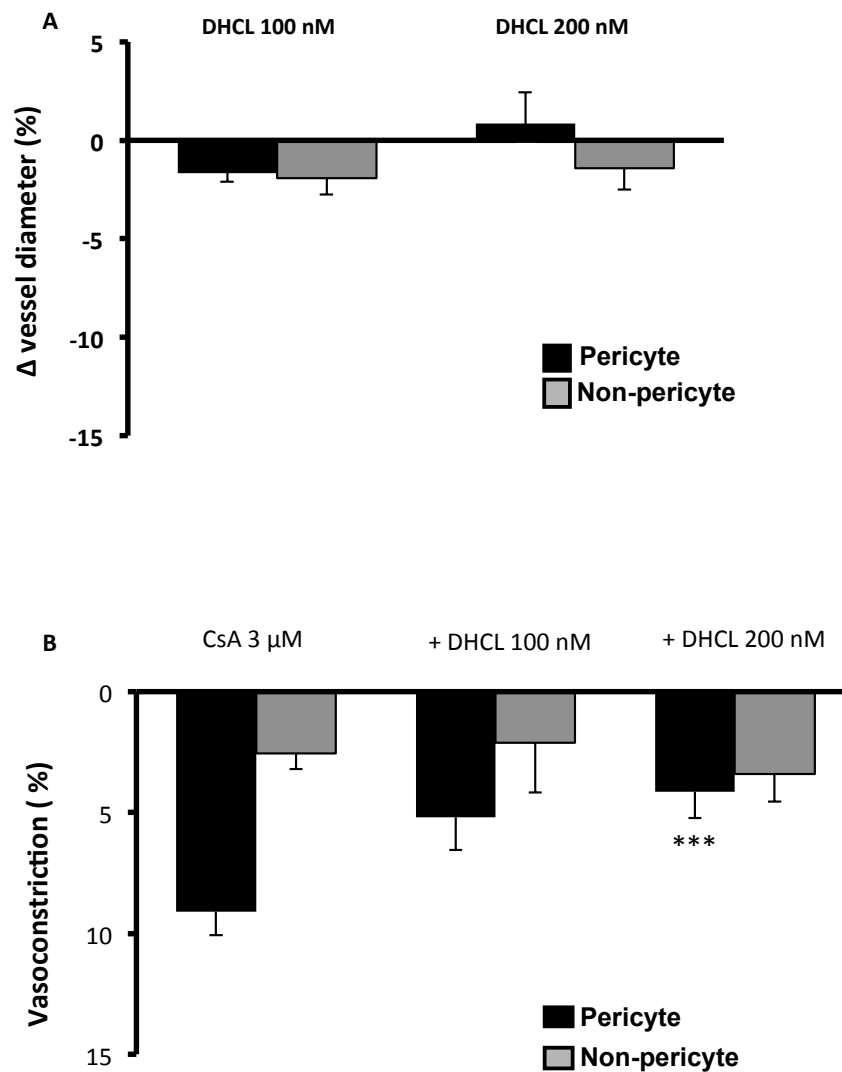 A
DHCL 100 nM DHCL 200 nM
5
0
-5
-10
-15
Δ vessel diameter (%)
Pericyte
Non-pericyte
B
CsA 3 μM + DHCL 100 nM + DHCL 200 nM
0
5
10
15
Vasoconstriction ( %)
***
Pericyte
Non-pericyte